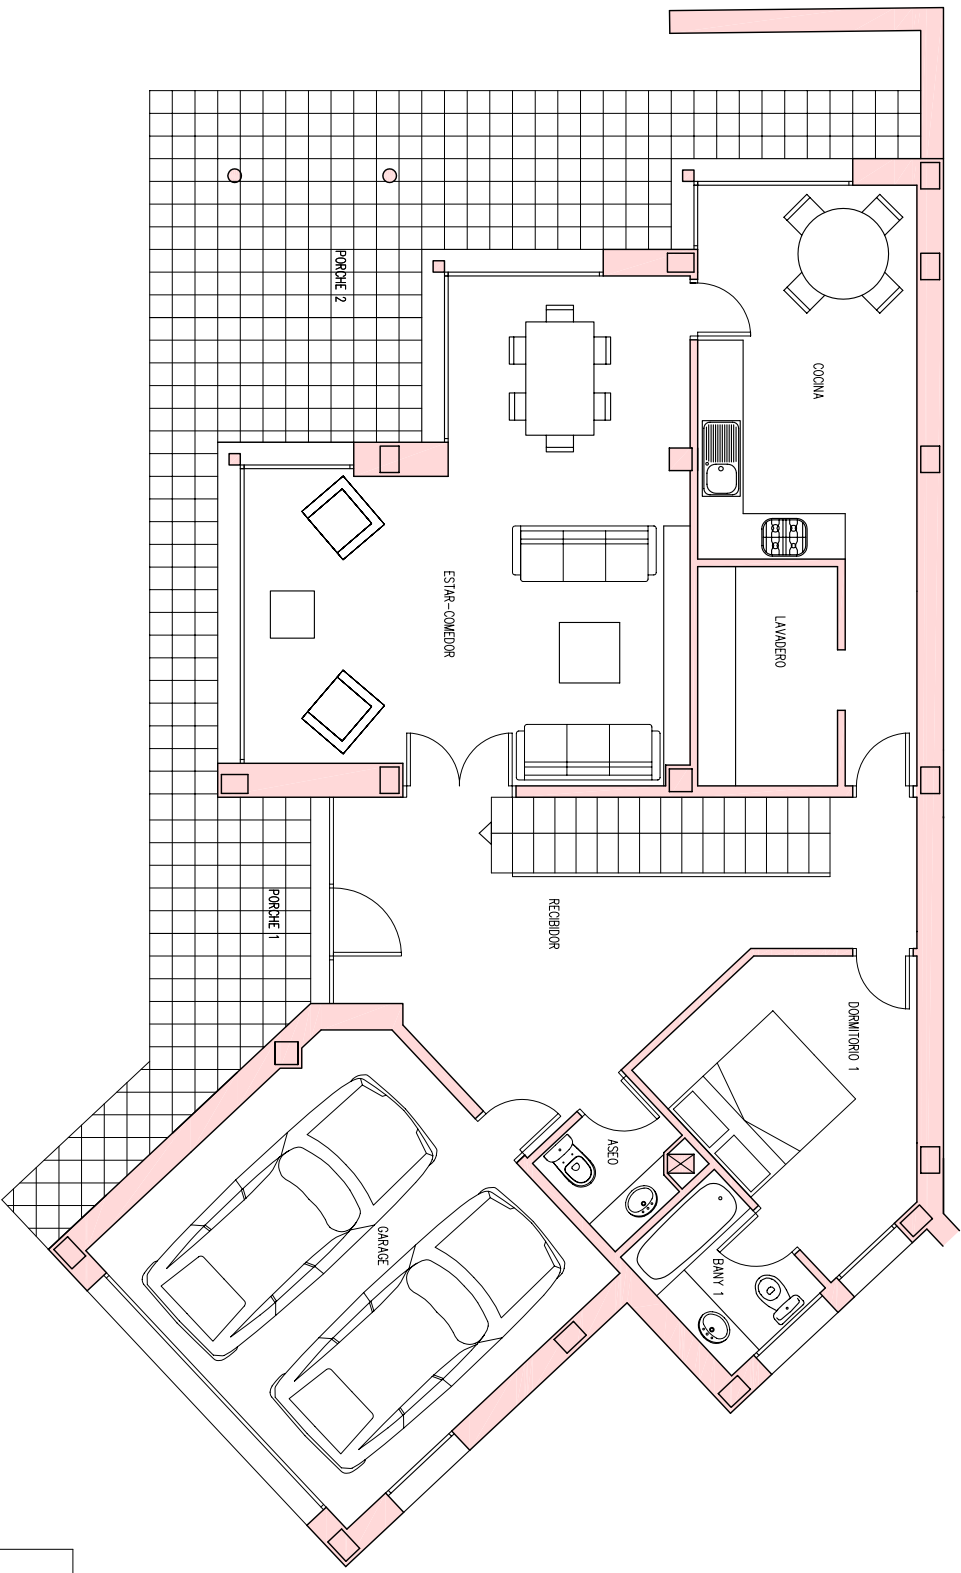 COCINA
PORCHE 2
ESTAR-COMEDOR
LAVADERO
PORCHE 1
RECIBIDOR
DORMITORIO 1
ASEO
GARAGE
BANY 1